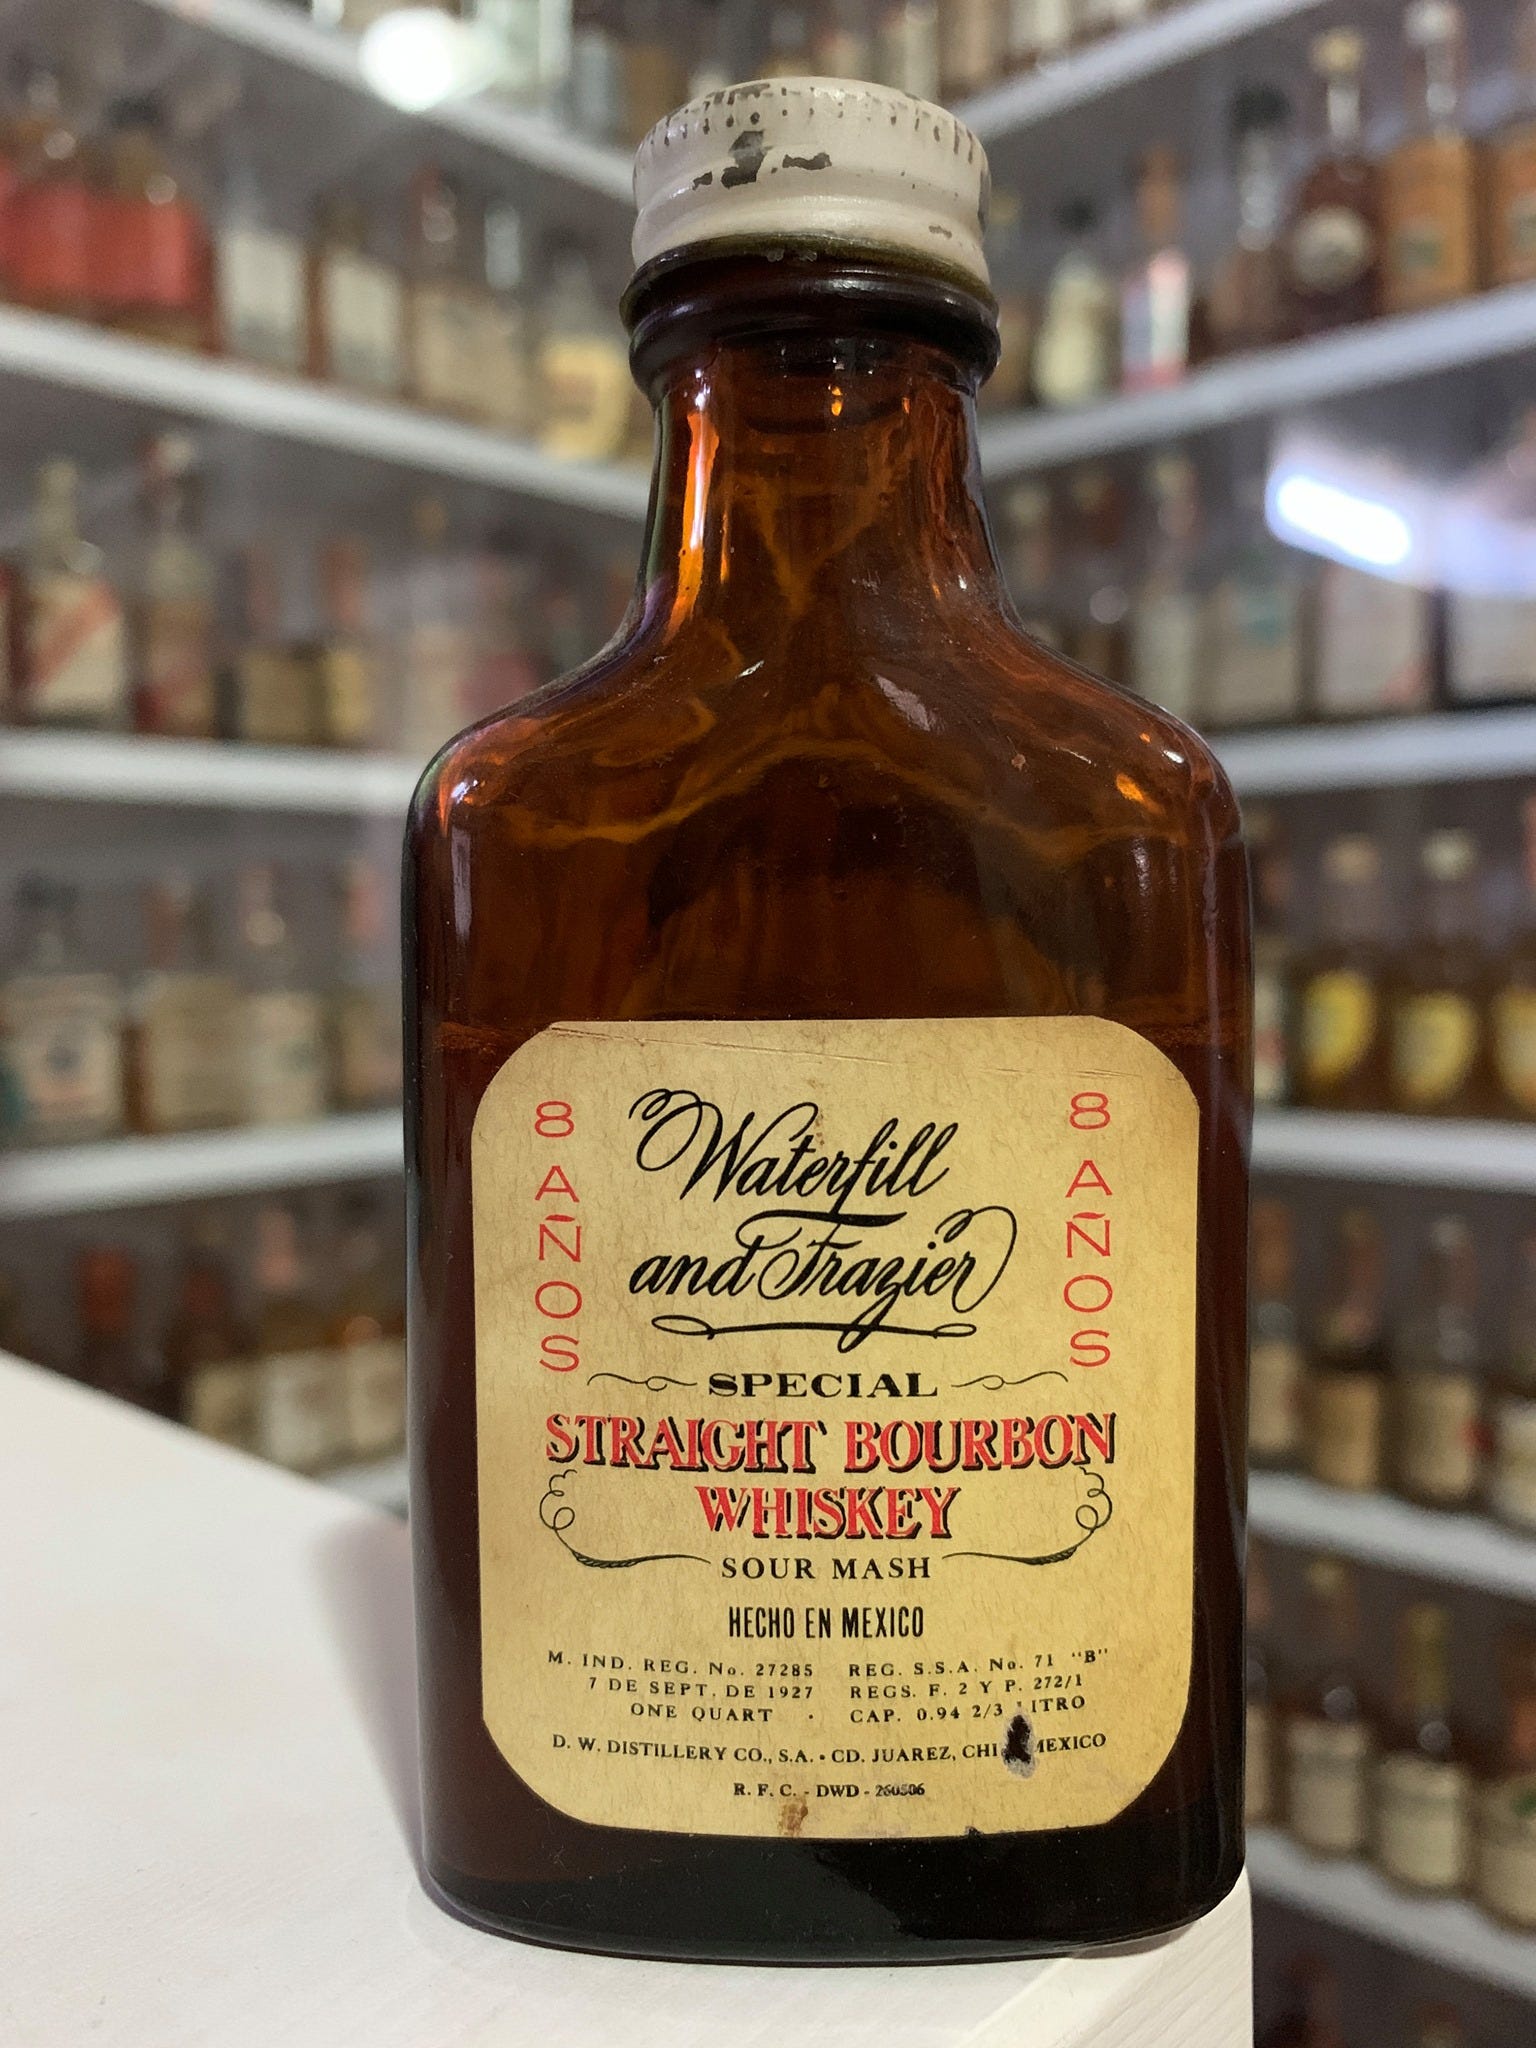 8 AÑOS
8 AÑOS
Waterfill
and Frazier
SPECIAL
STRAIGHT BOURBON
WHISKEY
SOUR MASH
HECHO EN MEXICO
M. IND. REG. No. 27285 REG. S.S.A. No. 71 "B"
7 DE SEPT. DE 1927 REGS. F. 2 Y P. 272/1
ONE QUART · CAP. 0.94 2/3 LITRO
D. W. DISTILLERY CO., S.A. • CD. JUAREZ, CHI MEXICO
R. F. C. - DWD -